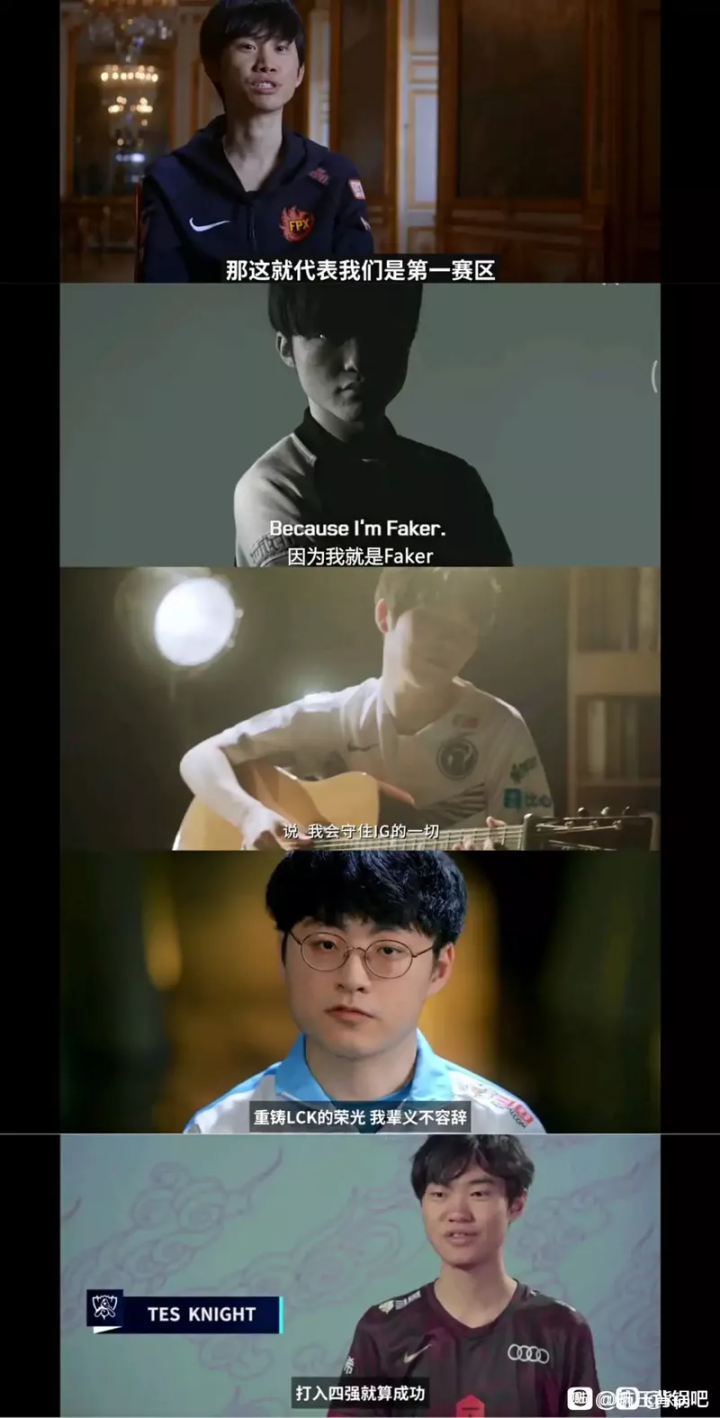 FPX
那这就代表我们是第一赛区
Because I'm Faker.
因为我就是Faker
说 我会守住IG的一切
重铸LCK的荣光 我辈义不容辞
TES KNIGHT
打入四强就算成功